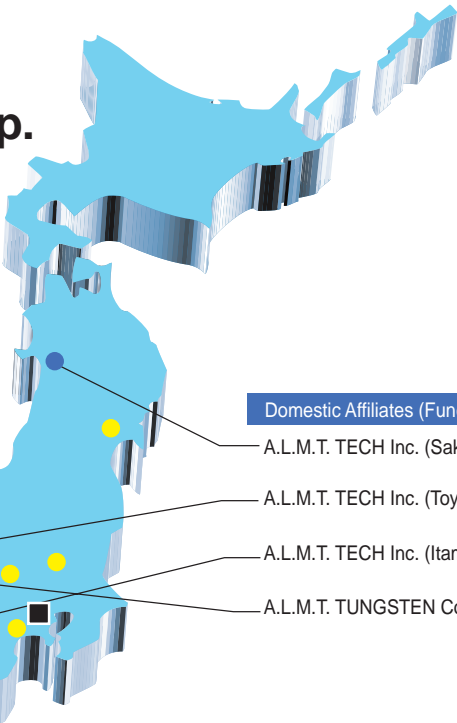 p.
Domestic Affiliates (Fun
A.L.M.T. TECH Inc. (Sak
A.L.M.T. TECH Inc. (Toy
A.L.M.T. TECH Inc. (Itan
A.L.M.T. TUNGSTEN Co